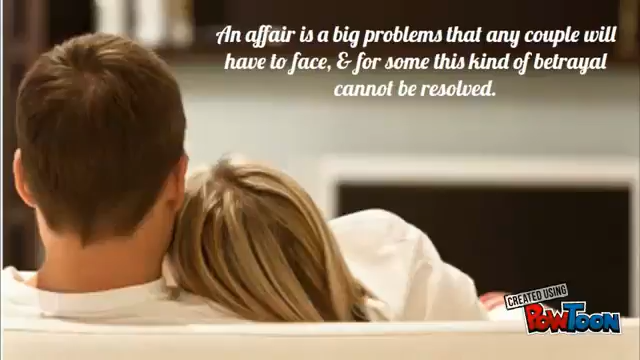 An affair is a big problems that any couple will
have to face, & for some this kind of betrayal
cannot be resolved.
CREATED USING
POWTOON